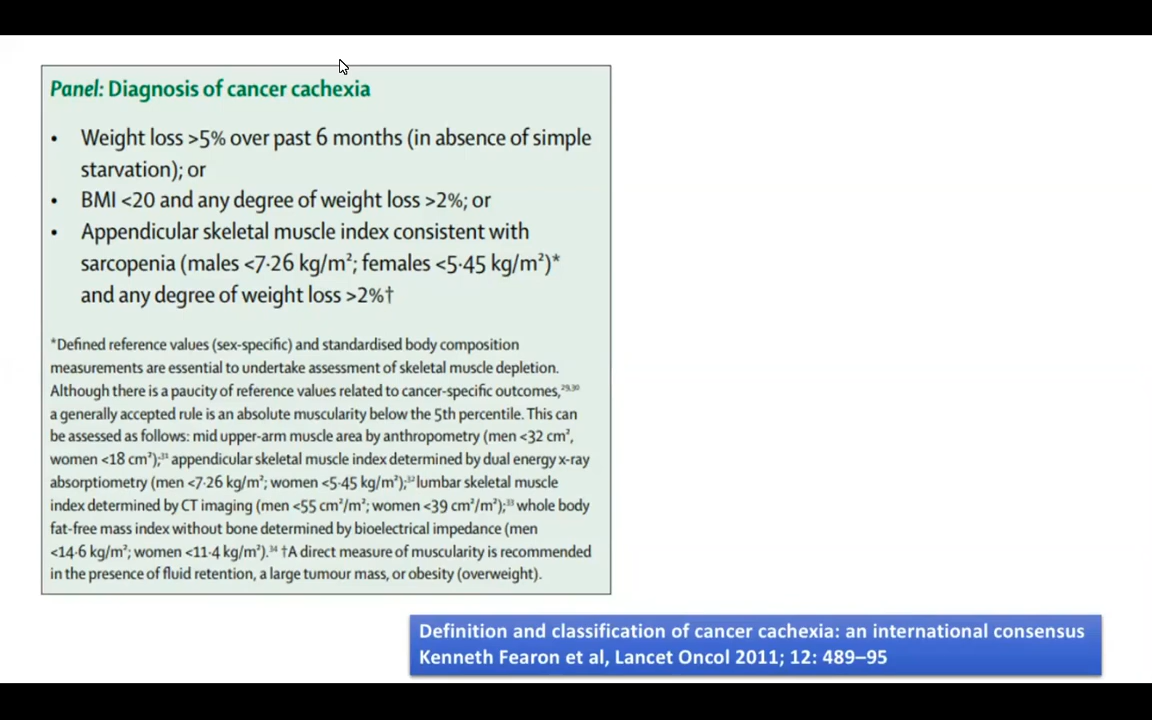 Panel: Diagnosis of cancer cachexia
• Weight loss >5% over past 6 months (in absence of simple
starvation); or
• BMI <20 and any degree of weight loss >2%; or
• Appendicular skeletal muscle index consistent with
sarcopenia (males <7·26 kg/m²; females <5·45 kg/m²)*
and any degree of weight loss >2%†
*Defined reference values (sex-specific) and standardised body composition
measurements are essential to undertake assessment of skeletal muscle depletion.
Although there is a paucity of reference values related to cancer-specific outcomes,²⁹,³⁰
a generally accepted rule is an absolute muscularity below the 5th percentile. This can
be assessed as follows: mid upper-arm muscle area by anthropometry (men <32 cm²,
women <18 cm²);³¹ appendicular skeletal muscle index determined by dual energy x-ray
absorptiometry (men <7·26 kg/m²; women <5·45 kg/m²);³² lumbar skeletal muscle
index determined by CT imaging (men <55 cm²/m²; women <39 cm²/m²);³³ whole body
fat-free mass index without bone determined by bioelectrical impedance (men
<14·6 kg/m²; women <11·4 kg/m²).³⁴ †A direct measure of muscularity is recommended
in the presence of fluid retention, a large tumour mass, or obesity (overweight).
Definition and classification of cancer cachexia: an international consensus
Kenneth Fearon et al, Lancet Oncol 2011; 12: 489–95